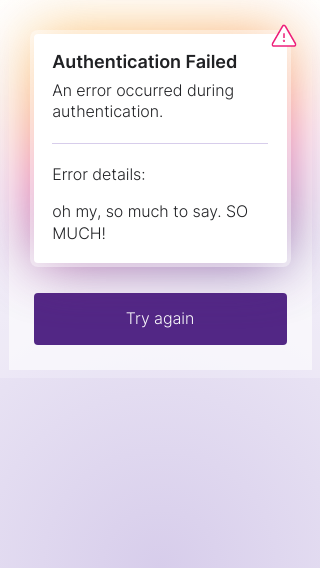 Authentication Failed
An error occurred during
authentication.
Error details:
oh my, so much to say. SO
MUCH!
Try again